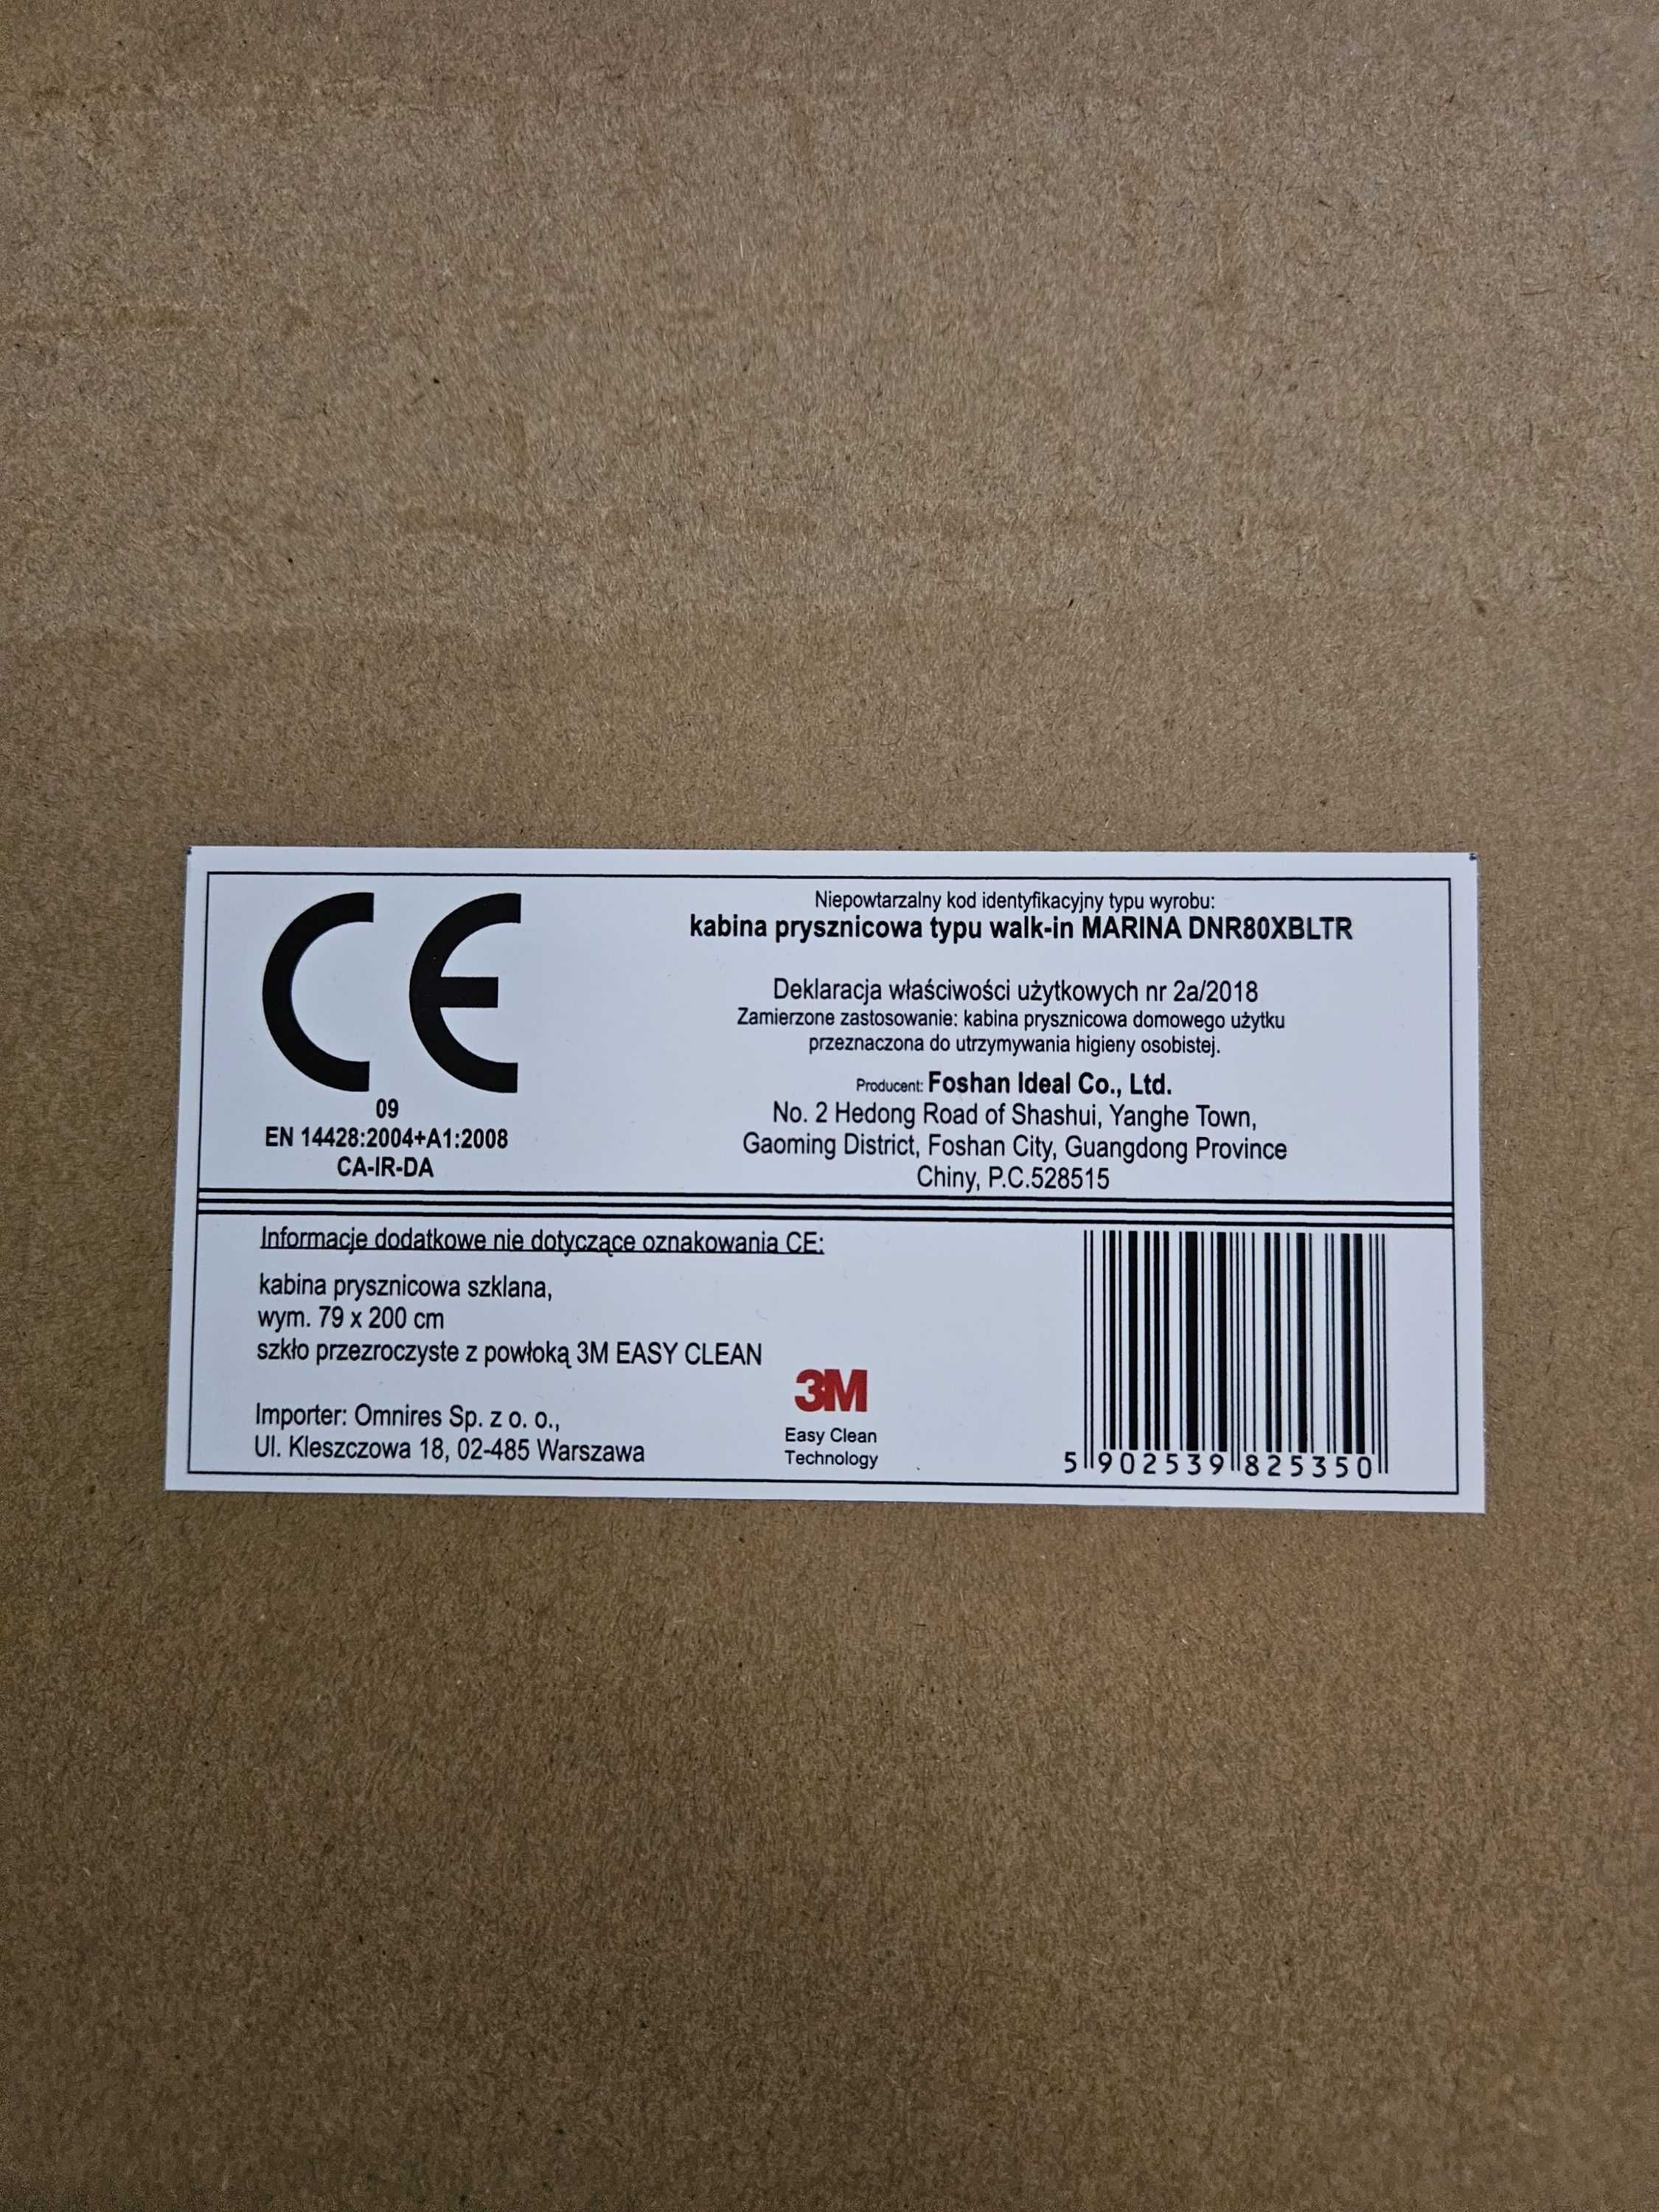 CE
09
EN 14428:2004+A1:2008
CA-IR-DA
Niepowtarzalny kod identyfikacyjny typu wyrobu:
kabina prysznicowa typu walk-in MARINA DNR80XBLTR
Deklaracja właściwości użytkowych nr 2a/2018
Zamierzone zastosowanie: kabina prysznicowa domowego użytku
przeznaczona do utrzymywania higieny osobistej.
Producent: Foshan Ideal Co., Ltd.
No. 2 Hedong Road of Shashui, Yanghe Town,
Gaoming District, Foshan City, Guangdong Province
Chiny, P.C.528515
Informacje dodatkowe nie dotyczące oznakowania CE:
kabina prysznicowa szklana,
wym. 79 x 200 cm
szkło przezroczyste z powłoką 3M EASY CLEAN
Importer: Omnires Sp. z o. o.,
Ul. Kleszczowa 18, 02-485 Warszawa
3M
Easy Clean
Technology
5 902539 825350